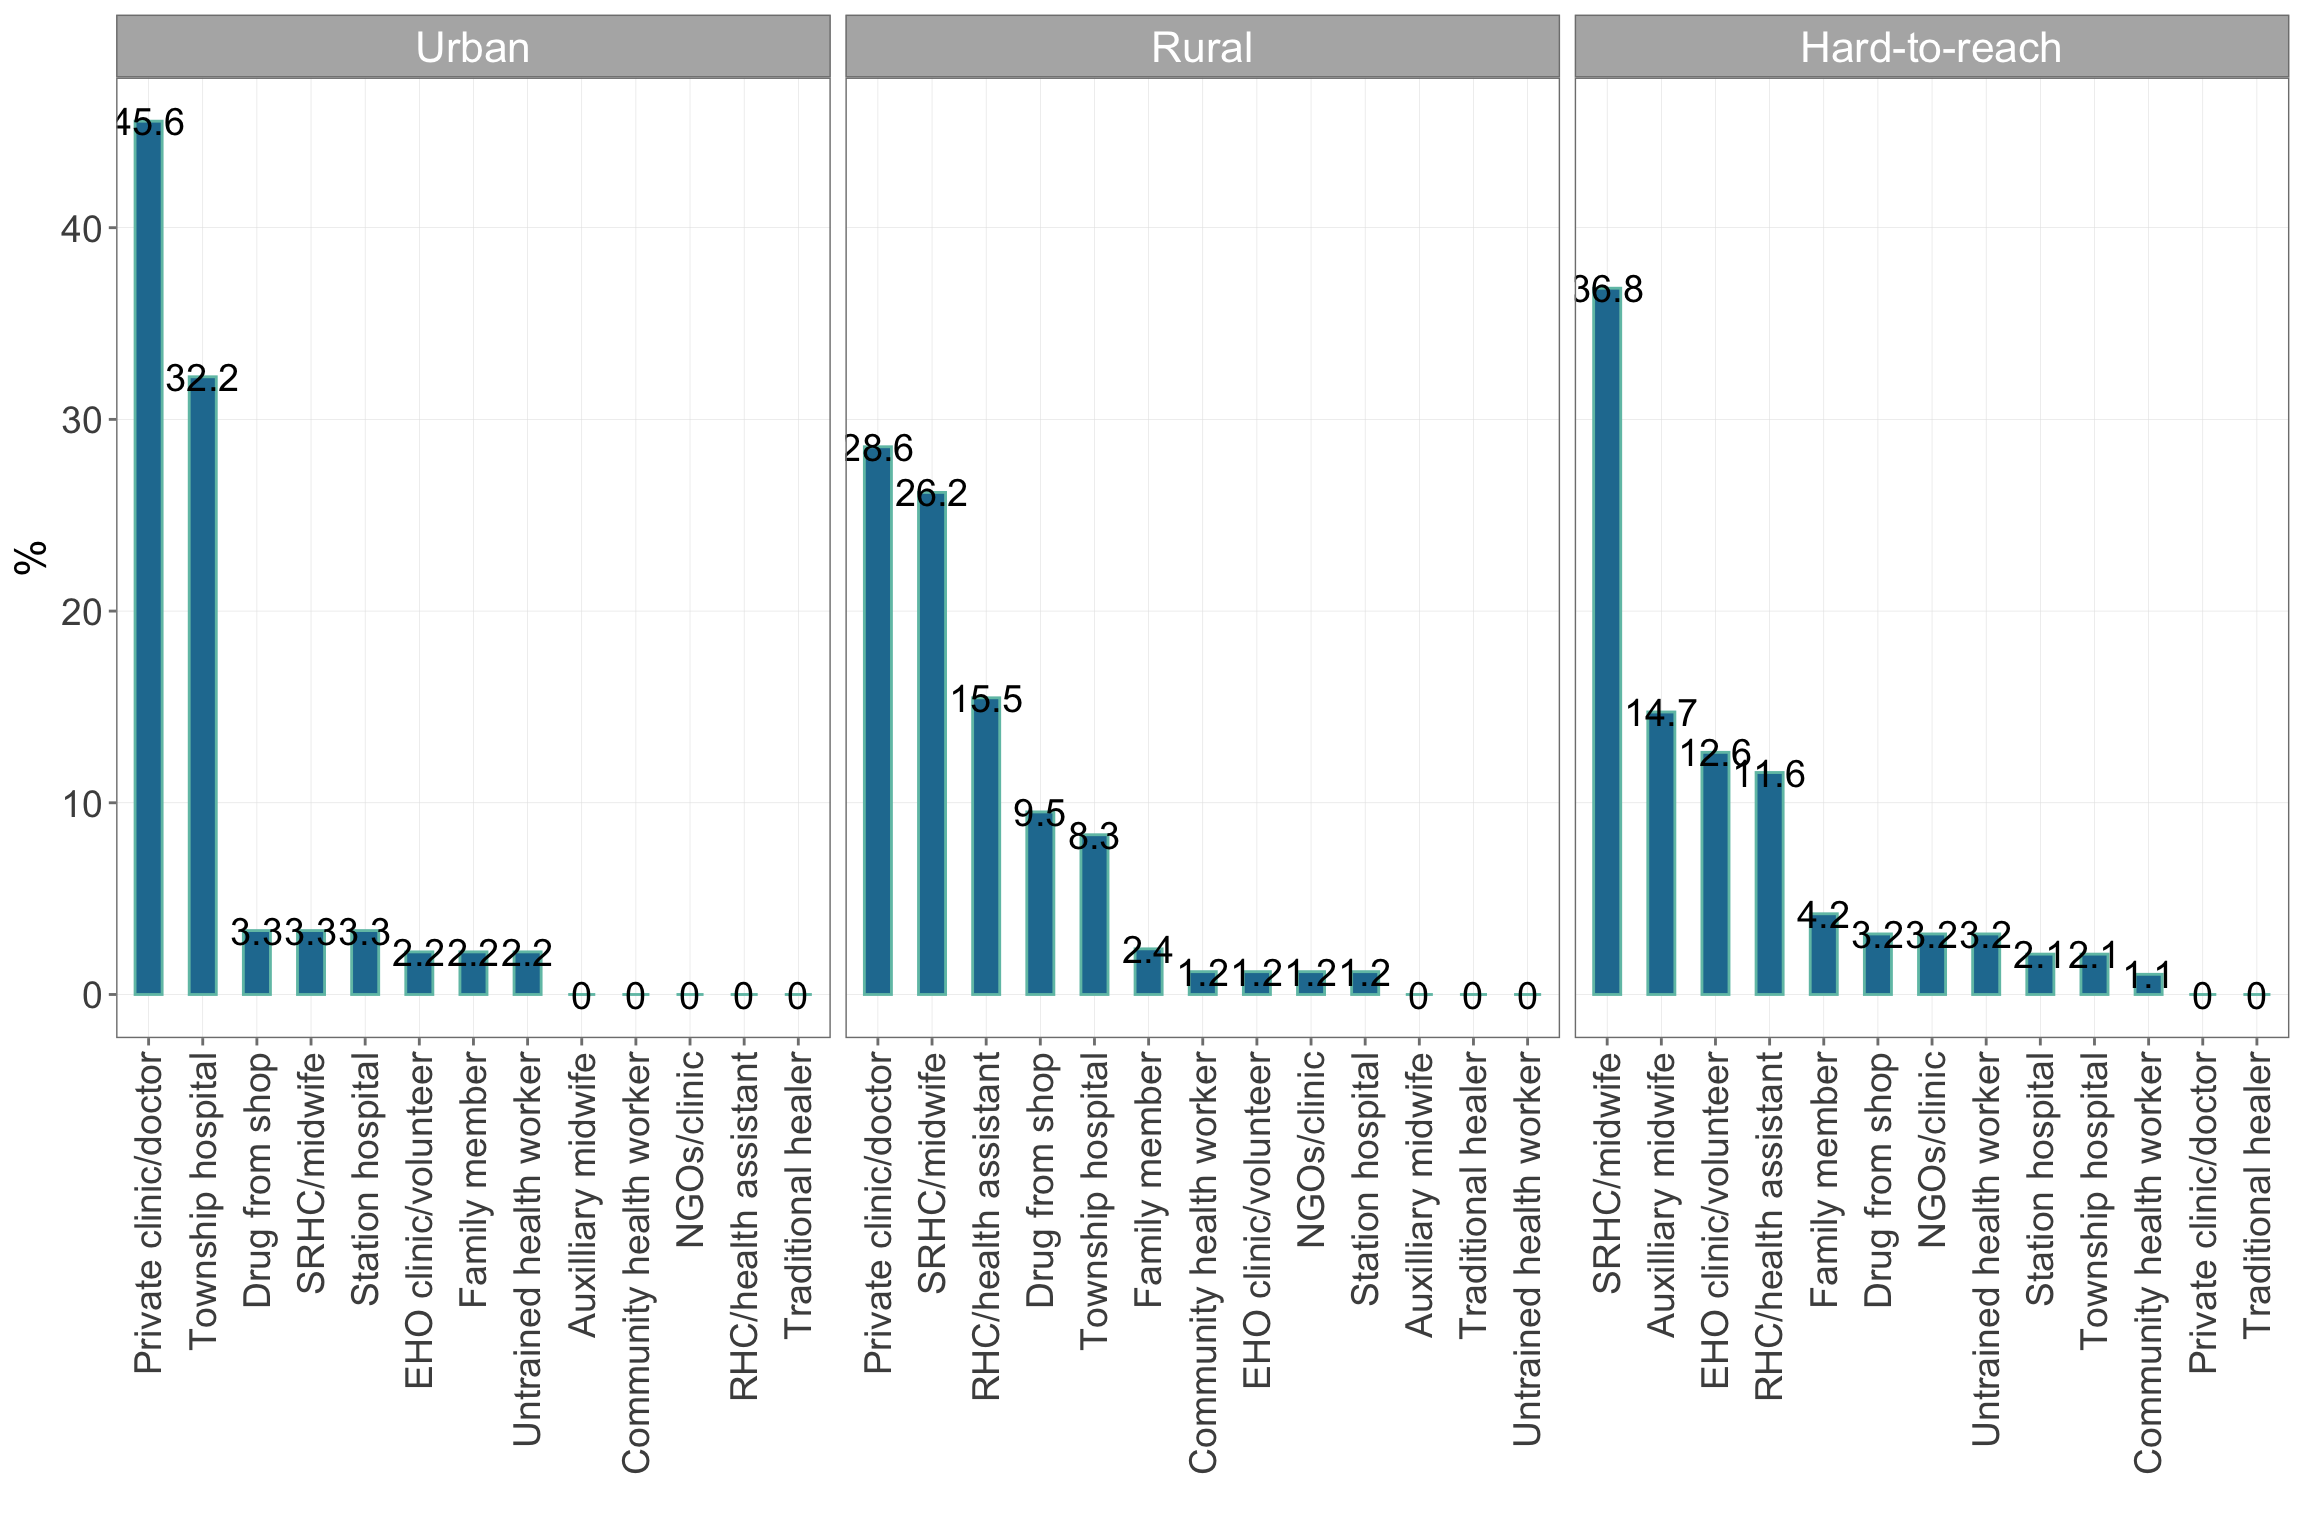 Urban
Rural
Hard-to-reach
%
40
30
20
10
0
45.6
32.2
3.3
3.3
3.3
2.2
2.2
2.2
0
0
0
0
0
28.6
26.2
15.5
9.5
8.3
2.4
1.2
1.2
1.2
1.2
0
0
0
36.8
14.7
12.6
11.6
4.2
3.2
3.2
3.2
2.1
2.1
1.1
0
0
Private clinic/doctor
Township hospital
Drug from shop
SRHC/midwife
Station hospital
EHO clinic/volunteer
Family member
Untrained health worker
Auxilliary midwife
Community health worker
NGOs/clinic
RHC/health assistant
Traditional healer
Private clinic/doctor
SRHC/midwife
RHC/health assistant
Drug from shop
Township hospital
Family member
Community health worker
EHO clinic/volunteer
NGOs/clinic
Station hospital
Auxilliary midwife
Traditional healer
Untrained health worker
SRHC/midwife
Auxilliary midwife
EHO clinic/volunteer
RHC/health assistant
Family member
Drug from shop
NGOs/clinic
Untrained health worker
Station hospital
Township hospital
Community health worker
Private clinic/doctor
Traditional healer